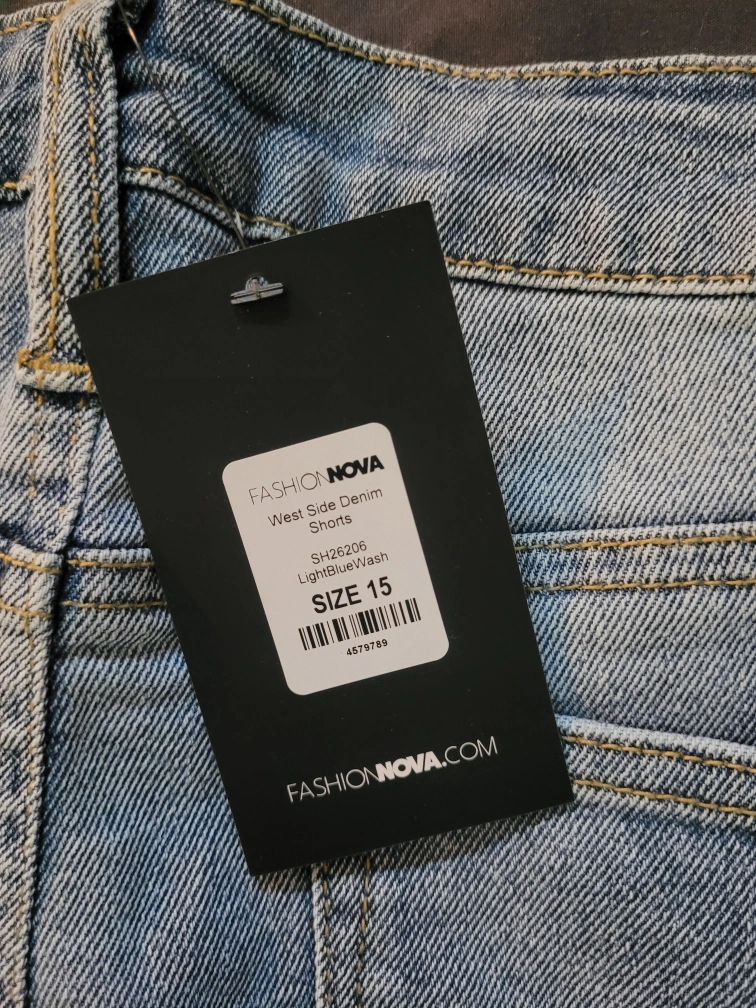 FASHIONNOVA
West Side Denim
Shorts
SH26206
LightBlueWash
SIZE 15
4579789
FASHIONNOVA.COM